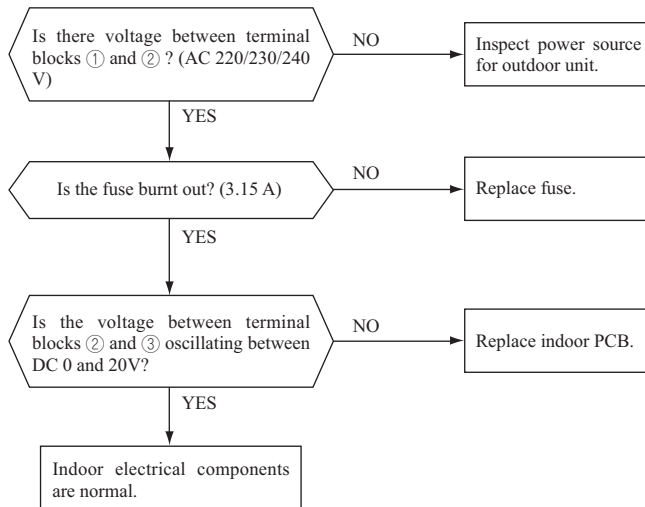 Is there voltage between terminal
blocks ① and ② ? (AC 220/230/240
V)
NO
Inspect power source
for outdoor unit.
YES
Is the fuse burnt out? (3.15 A)
NO
Replace fuse.
YES
Is the voltage between terminal
blocks ② and ③ oscillating between
DC 0 and 20V?
NO
Replace indoor PCB.
YES
Indoor electrical components
are normal.